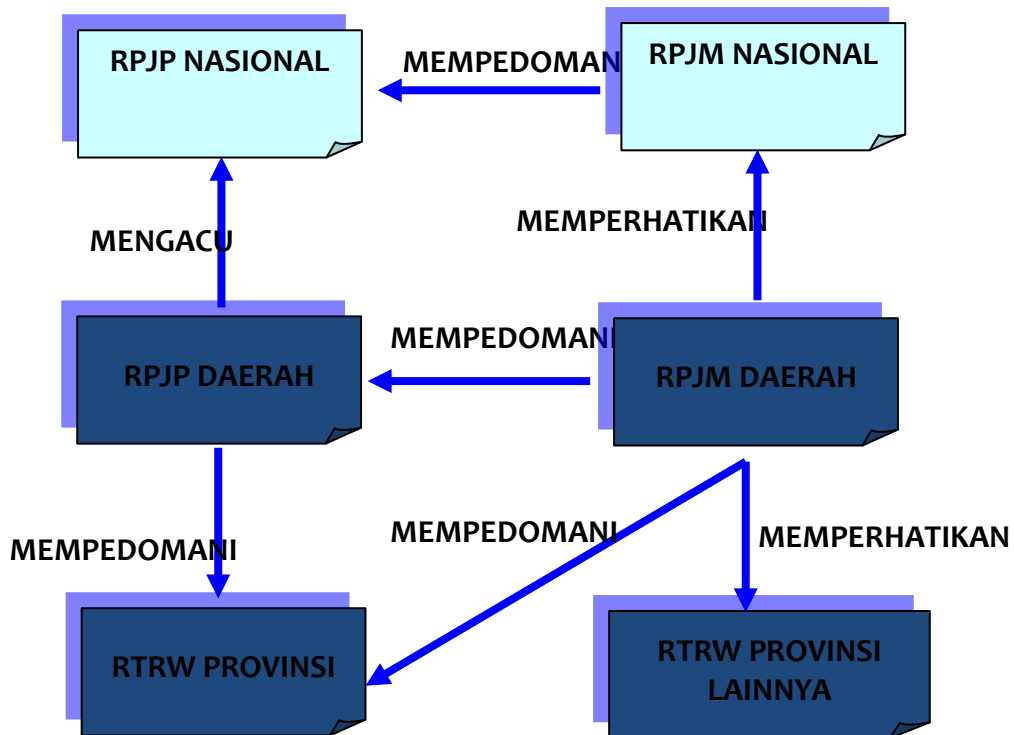 RPJP NASIONAL
MEMPEDOMAN
RPJM NASIONAL
MENGACU
MEMPERHATIKAN
RPJP DAERAH
MEMPEDOMANI
RPJM DAERAH
MEMPEDOMANI
MEMPEDOMANI
MEMPERHATIKAN
RTRW PROVINSI
RTRW PROVINSI
LAINNYA